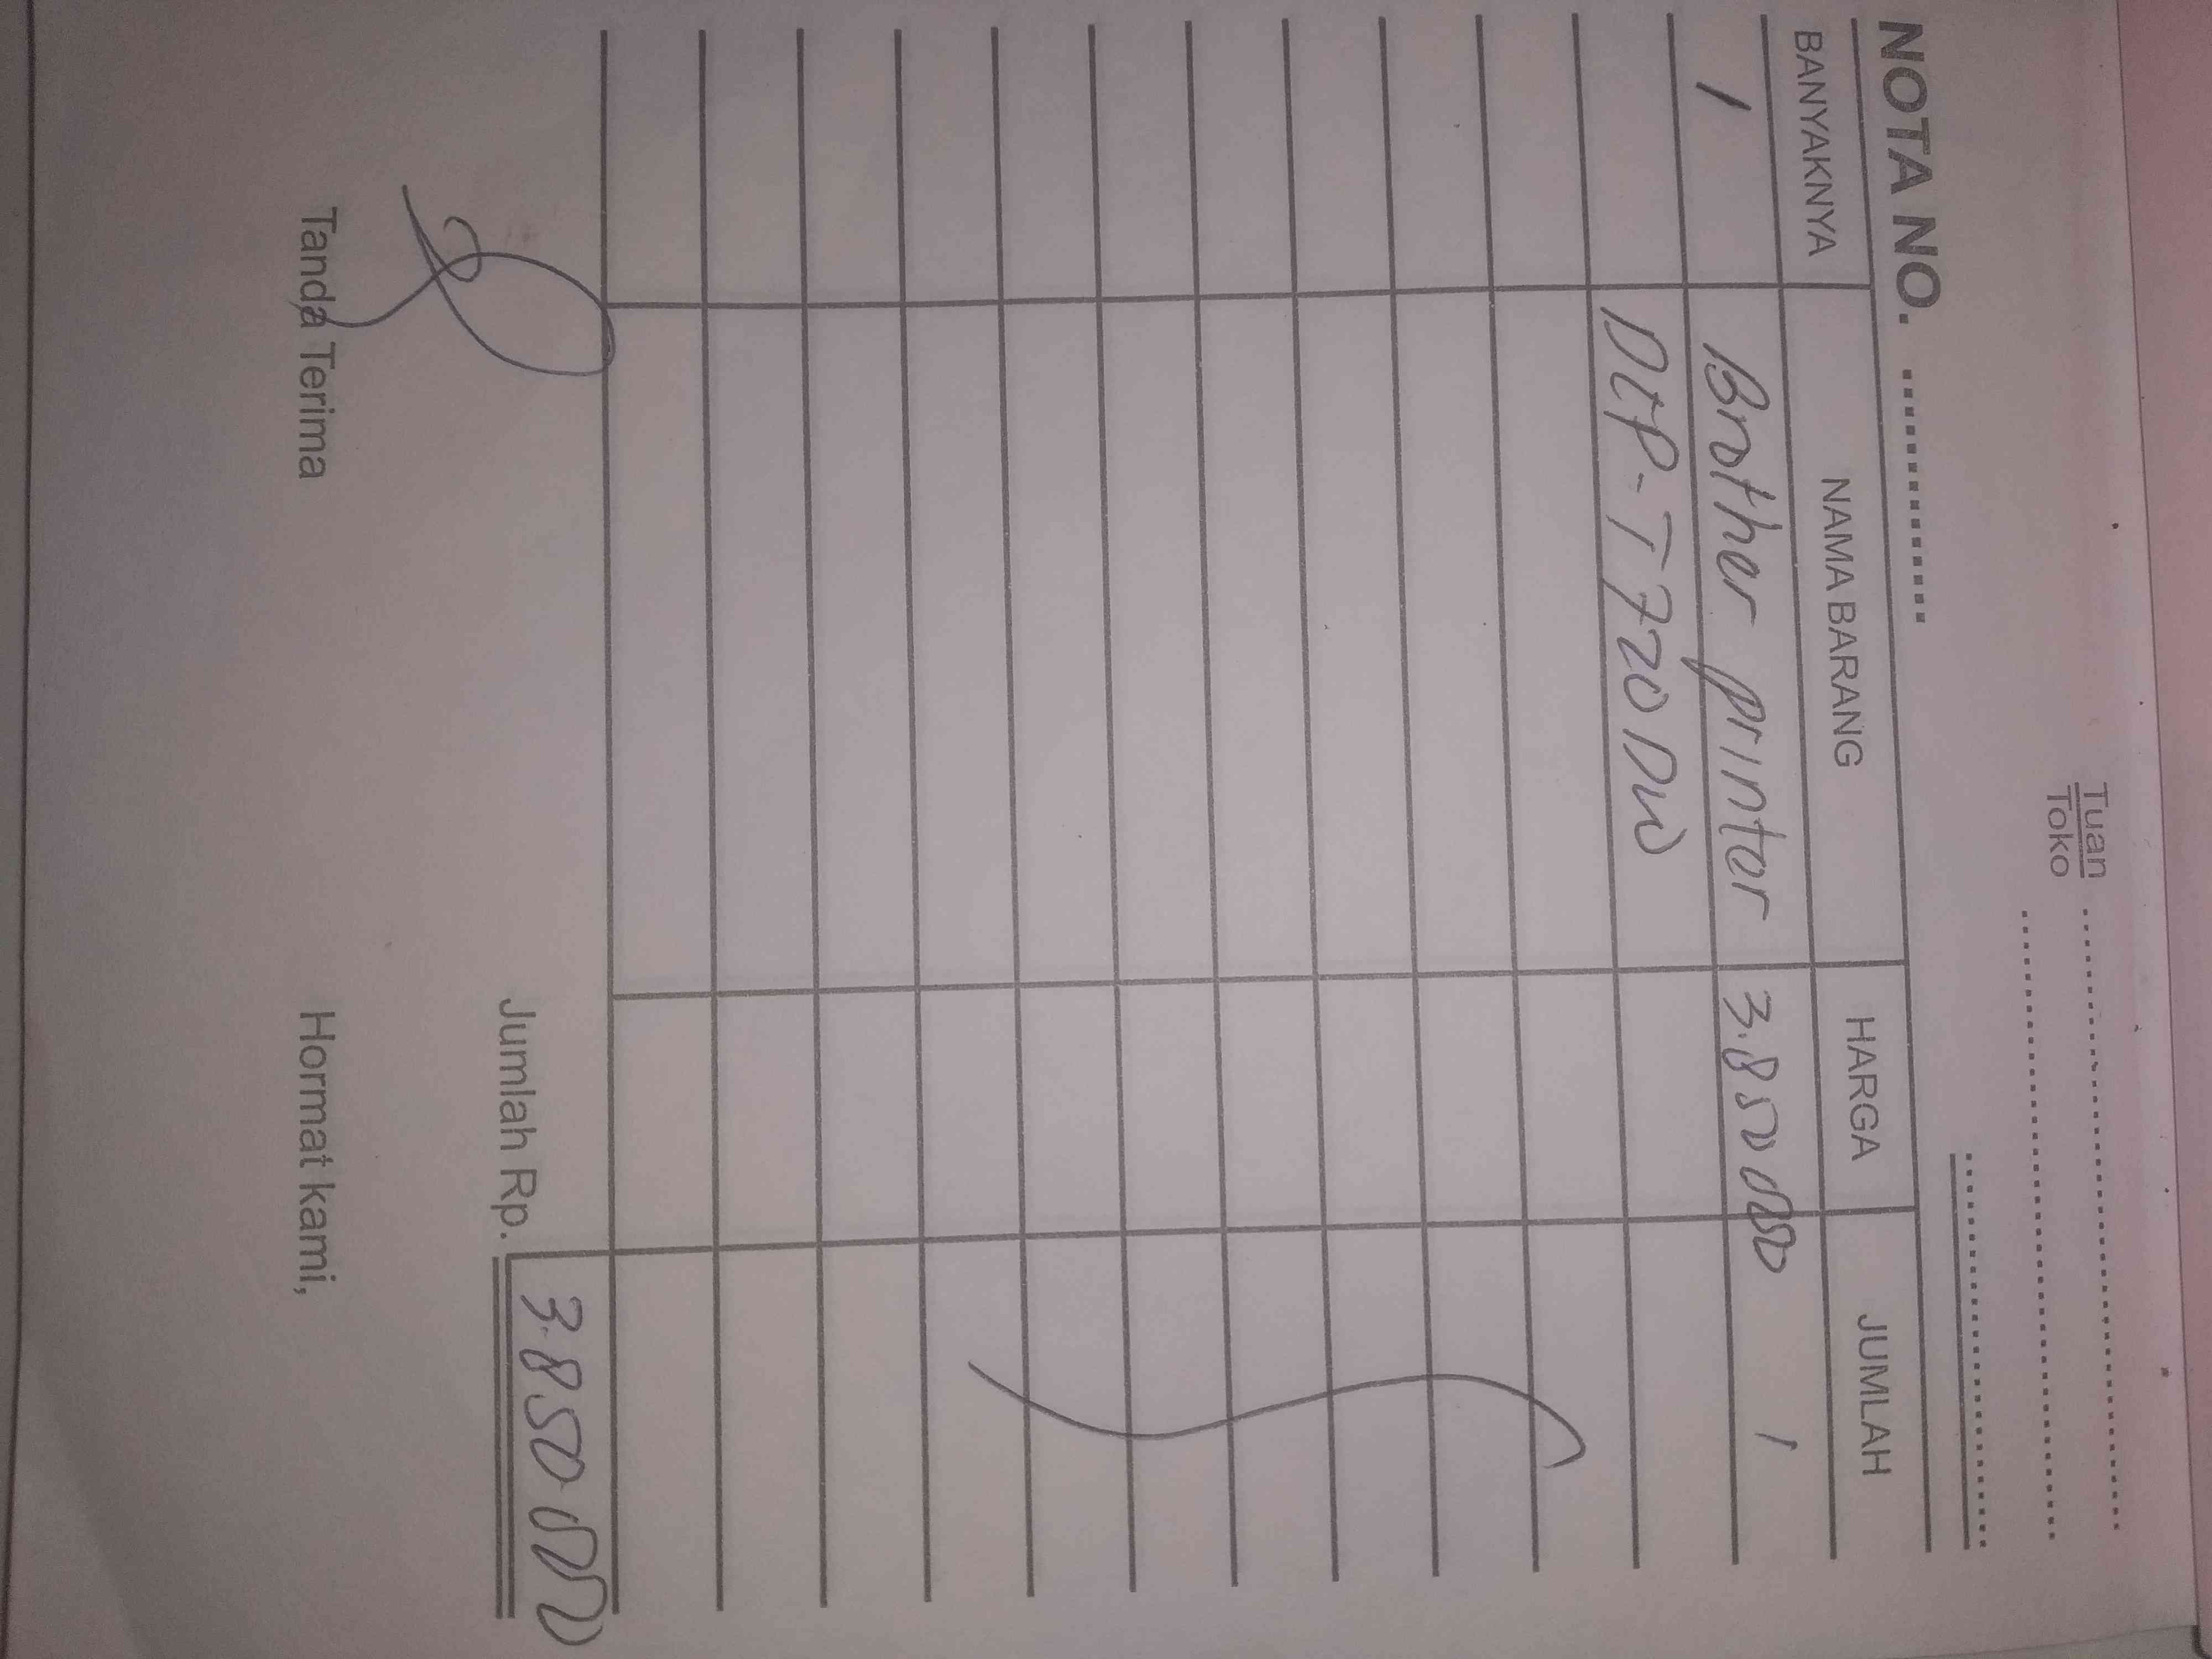 Tuan
Toko
NOTA NO.
BANYAKNYA NAMA BARANG HARGA JUMLAH
1 Brother printer 3.850.000 1
DCP-T720DW
Jumlah Rp. 3.850.000
Tanda Terima Hormat kami,